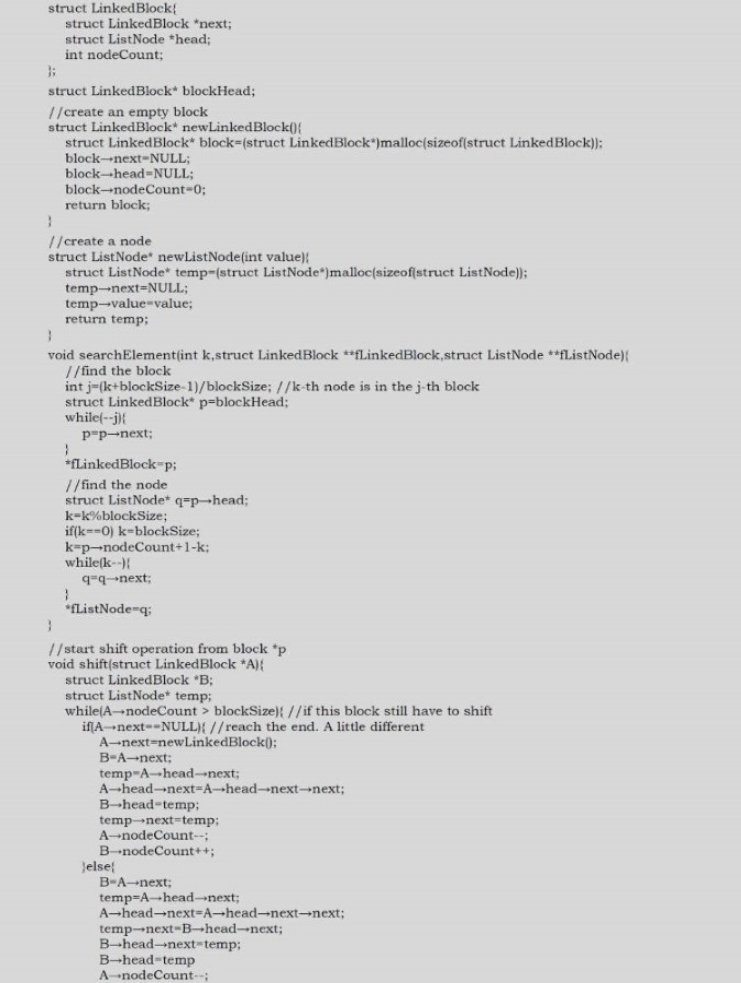 struct LinkedBlock{
struct LinkedBlock *next;
struct ListNode *head;
int nodeCount;
};
struct LinkedBlock* blockHead;
//create an empty block
struct LinkedBlock* newLinkedBlock(){
struct LinkedBlock* block=(struct LinkedBlock*)malloc(sizeof(struct LinkedBlock));
block→next=NULL;
block→head=NULL;
block→nodeCount=0;
return block;
}
//create a node
struct ListNode* newListNode(int value){
struct ListNode* temp=(struct ListNode*)malloc(sizeof(struct ListNode));
temp→next=NULL;
temp→value=value;
return temp;
}
void searchElement(int k,struct LinkedBlock **fLinkedBlock,struct ListNode **fListNode){
//find the block
int j=(k+blockSize-1)/blockSize; //k-th node is in the j-th block
struct LinkedBlock* p=blockHead;
while(--j){
p=p→next;
}
*fLinkedBlock=p;
//find the node
struct ListNode* q=p→head;
k=k%blockSize;
if(k==0) k=blockSize;
k=p→nodeCount+1-k;
while(k--){
q=q→next;
}
*fListNode=q;
}
//start shift operation from block *p
void shift(struct LinkedBlock *A){
struct LinkedBlock *B;
struct ListNode* temp;
while(A→nodeCount > blockSize){ //if this block still have to shift
if(A→next==NULL){ //reach the end. A little different
A→next=newLinkedBlock();
B=A→next;
temp=A→head→next;
A→head→next=A→head→next→next;
B→head=temp;
temp→next=temp;
A→nodeCount--;
B→nodeCount++;
}else{
B=A→next;
temp=A→head→next;
A→head→next=A→head→next→next;
temp→next=B→head→next;
B→head→next=temp;
B→head=temp
A→nodeCount--;